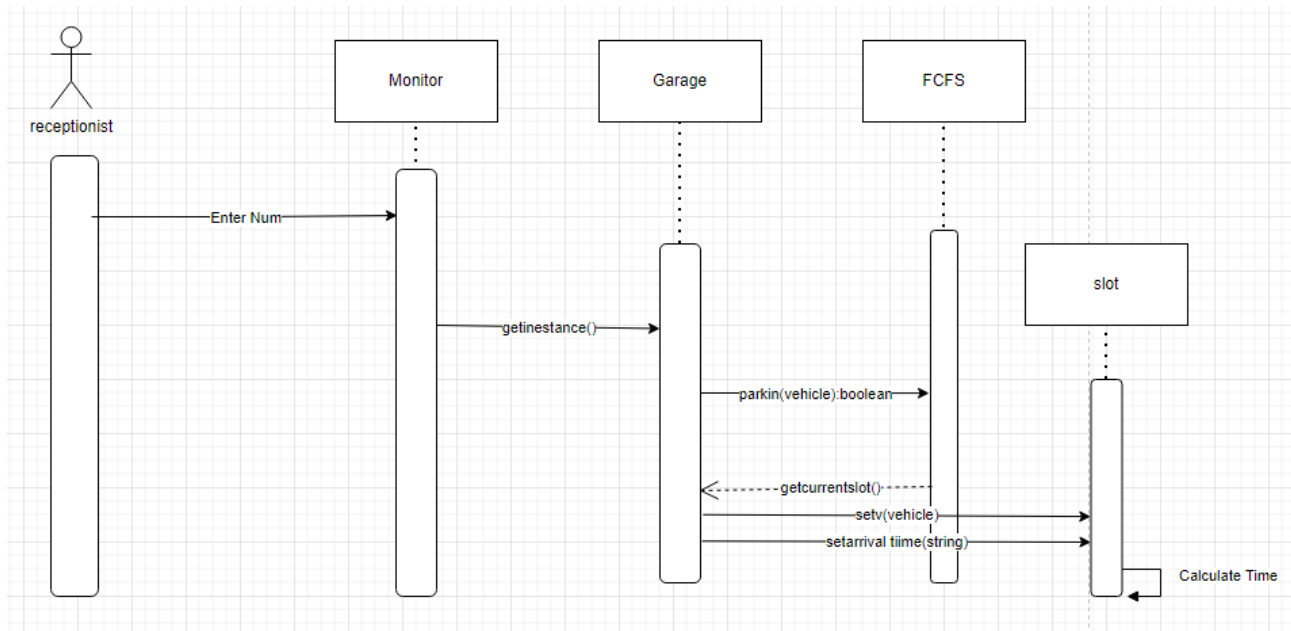 Monitor
Garage
FCFS
receptionist
Enter Num
slot
getinestance()
parkin(vehicle):boolean
getcurrentslot()
setv(vehicle)
setarrival tiime(string)
Calculate Time